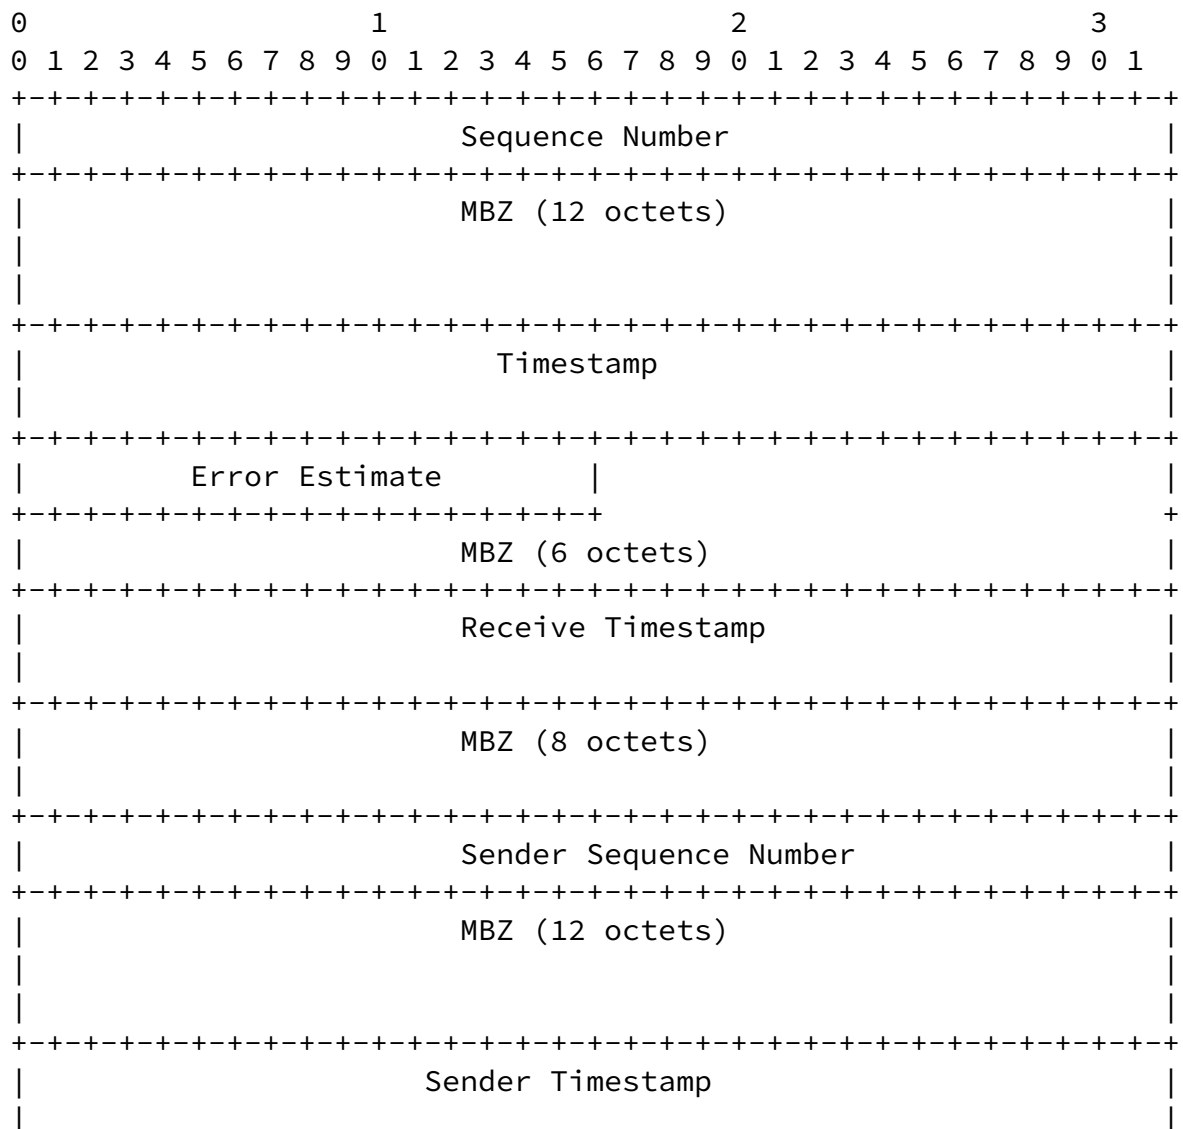 0                   1                   2                   3
0 1 2 3 4 5 6 7 8 9 0 1 2 3 4 5 6 7 8 9 0 1 2 3 4 5 6 7 8 9 0 1
+-+-+-+-+-+-+-+-+-+-+-+-+-+-+-+-+-+-+-+-+-+-+-+-+-+-+-+-+-+-+-+-+
|                        Sequence Number                        |
+-+-+-+-+-+-+-+-+-+-+-+-+-+-+-+-+-+-+-+-+-+-+-+-+-+-+-+-+-+-+-+-+
|                        MBZ (12 octets)                        |
|                                                               |
|                                                               |
+-+-+-+-+-+-+-+-+-+-+-+-+-+-+-+-+-+-+-+-+-+-+-+-+-+-+-+-+-+-+-+-+
|                          Timestamp                            |
|                                                               |
+-+-+-+-+-+-+-+-+-+-+-+-+-+-+-+-+-+-+-+-+-+-+-+-+-+-+-+-+-+-+-+-+
|         Error Estimate        |                               |
+-+-+-+-+-+-+-+-+-+-+-+-+-+-+-+-+                               +
|                        MBZ (6 octets)                         |
+-+-+-+-+-+-+-+-+-+-+-+-+-+-+-+-+-+-+-+-+-+-+-+-+-+-+-+-+-+-+-+-+
|                        Receive Timestamp                      |
|                                                               |
+-+-+-+-+-+-+-+-+-+-+-+-+-+-+-+-+-+-+-+-+-+-+-+-+-+-+-+-+-+-+-+-+
|                        MBZ (8 octets)                         |
|                                                               |
+-+-+-+-+-+-+-+-+-+-+-+-+-+-+-+-+-+-+-+-+-+-+-+-+-+-+-+-+-+-+-+-+
|                        Sender Sequence Number                 |
+-+-+-+-+-+-+-+-+-+-+-+-+-+-+-+-+-+-+-+-+-+-+-+-+-+-+-+-+-+-+-+-+
|                        MBZ (12 octets)                        |
|                                                               |
|                                                               |
+-+-+-+-+-+-+-+-+-+-+-+-+-+-+-+-+-+-+-+-+-+-+-+-+-+-+-+-+-+-+-+-+
|                      Sender Timestamp                         |
|                                                               |